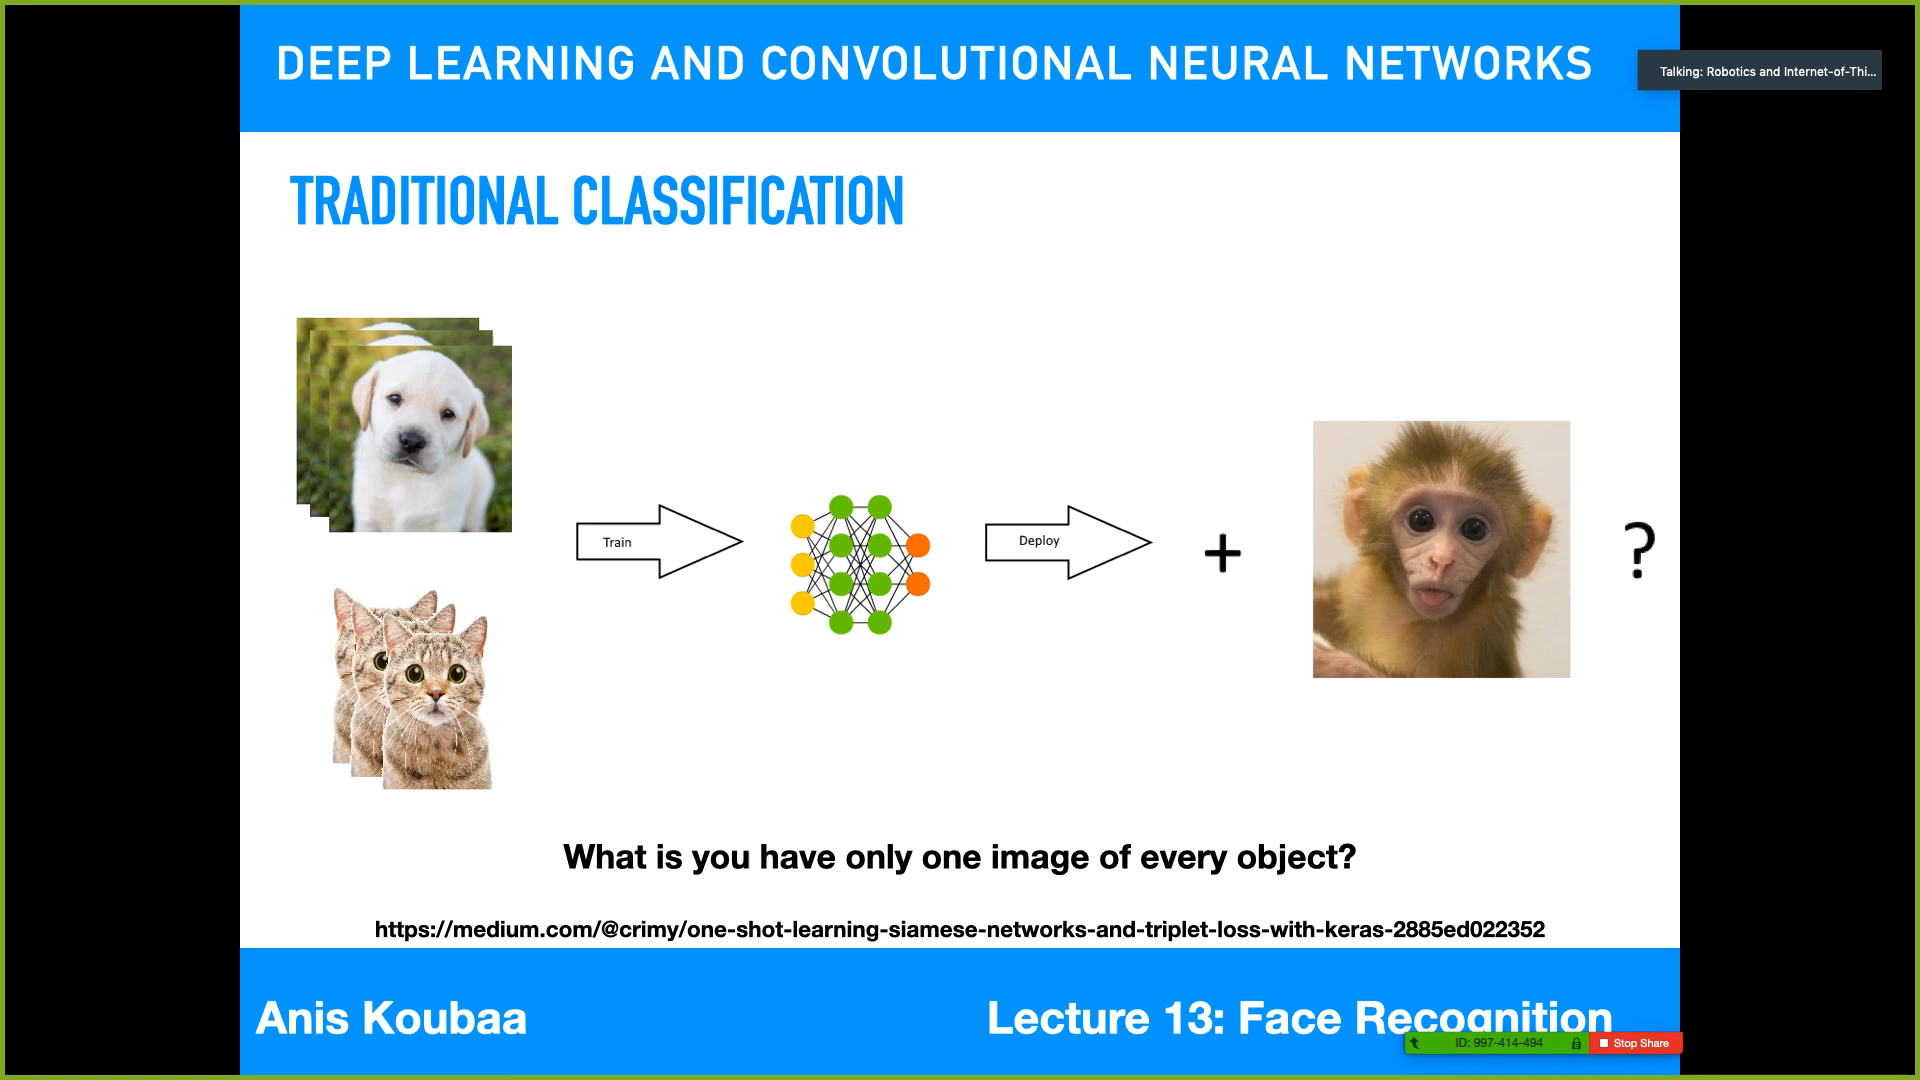 DEEP LEARNING AND CONVOLUTIONAL NEURAL NETWORKS
Talking: Robotics and Internet-of-Thi...
TRADITIONAL CLASSIFICATION
Train
Deploy
+
?
What is you have only one image of every object?
https://medium.com/@crimy/one-shot-learning-siamese-networks-and-triplet-loss-with-keras-2885ed022352
Anis Koubaa
Lecture 13: Face Recognition
ID: 997-414-494
Stop Share